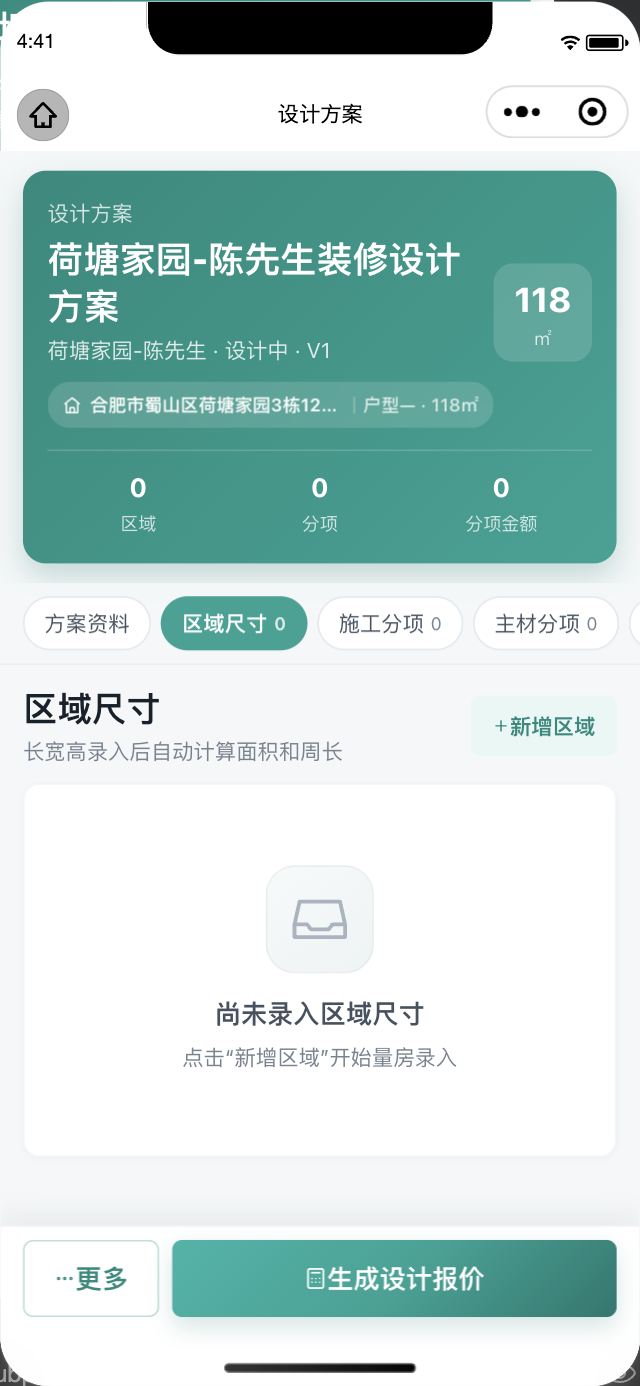 4:41
设计方案
设计方案
荷塘家园-陈先生装修设计
方案
荷塘家园-陈先生 · 设计中 · V1
118
㎡
合肥市蜀山区荷塘家园3栋12... | 户型— · 118㎡
0 0 0
区域 分项 分项金额
方案资料 区域尺寸 0 施工分项 0 主材分项 0
区域尺寸
+新增区域
长宽高录入后自动计算面积和周长
尚未录入区域尺寸
点击“新增区域”开始量房录入
···更多 生成设计报价